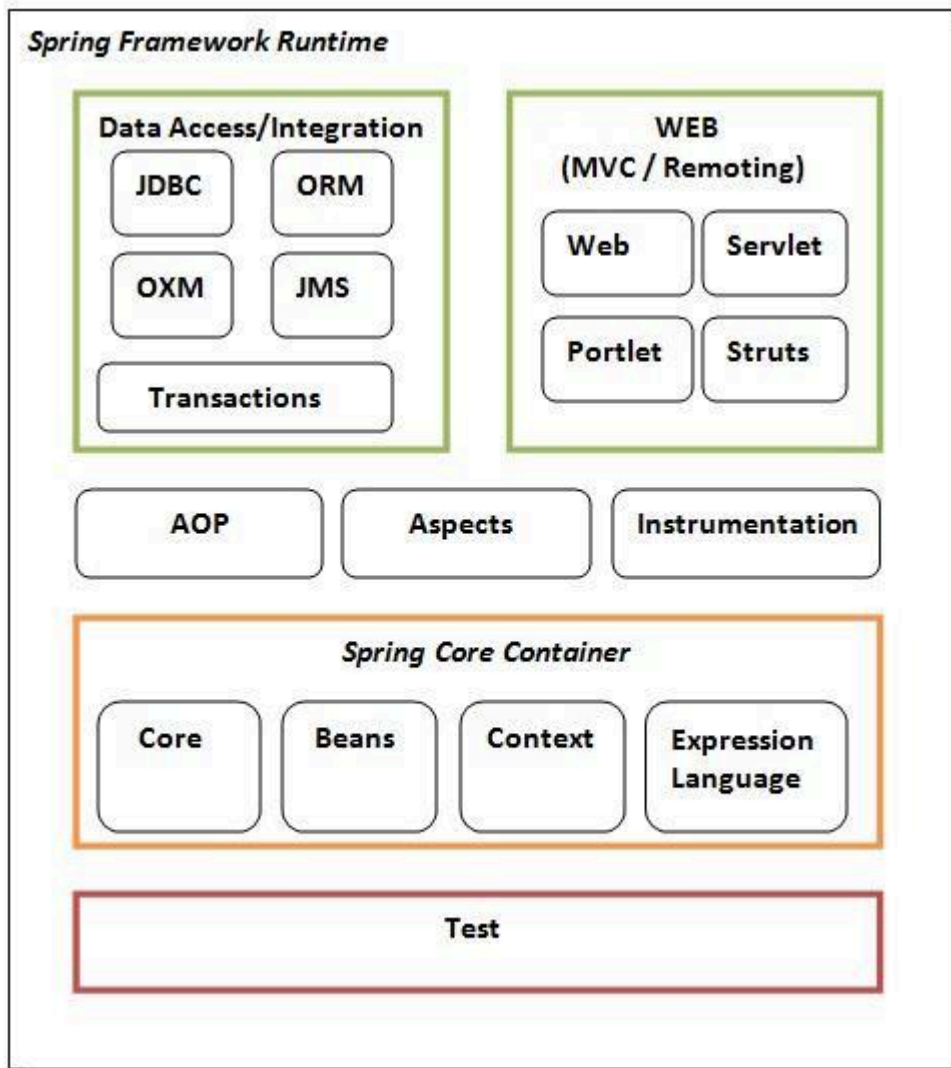 Spring Framework Runtime
Data Access/Integration
JDBC
ORM
OXM
JMS
Transactions
WEB
(MVC / Remoting)
Web
Servlet
Portlet
Struts
AOP
Aspects
Instrumentation
Spring Core Container
Core
Beans
Context
Expression
Language
Test